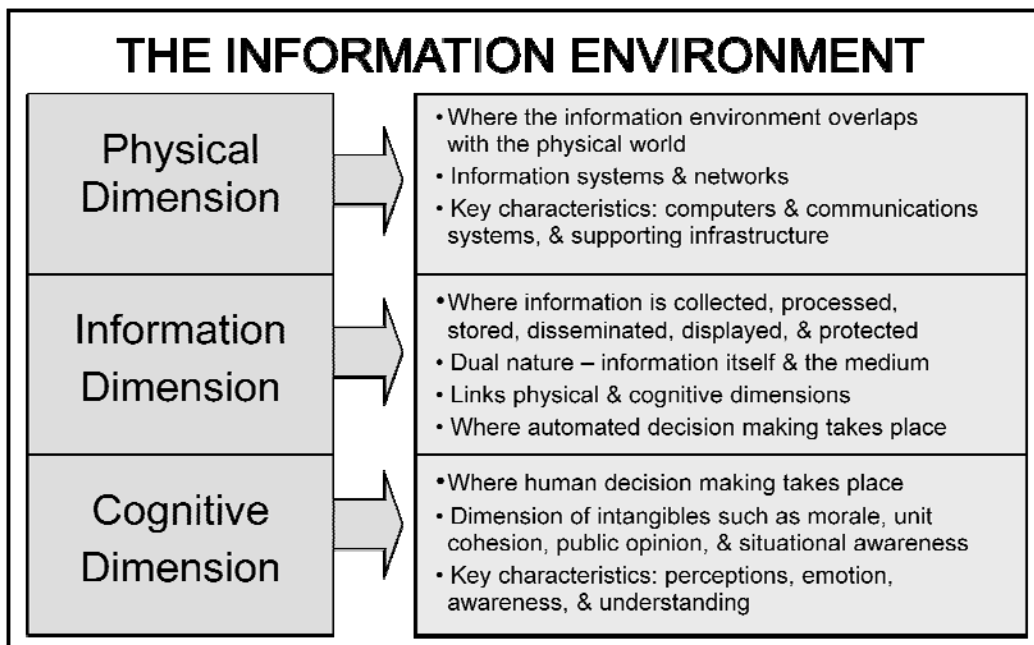 THE INFORMATION ENVIRONMENT
Physical
Dimension
• Where the information environment overlaps
with the physical world
• Information systems & networks
• Key characteristics: computers & communications
systems, & supporting infrastructure
Information
Dimension
• Where information is collected, processed,
stored, disseminated, displayed, & protected
• Dual nature – information itself & the medium
• Links physical & cognitive dimensions
• Where automated decision making takes place
Cognitive
Dimension
• Where human decision making takes place
• Dimension of intangibles such as morale, unit
cohesion, public opinion, & situational awareness
• Key characteristics: perceptions, emotion,
awareness, & understanding